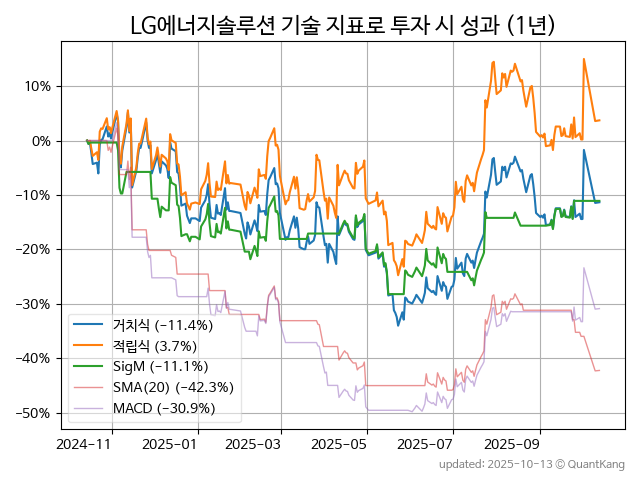 LG에너지솔루션 기술 지표로 투자 시 성과 (1년)
10%
0%
−10%
−20%
−30%
−40%
−50%
거치식 (−11.4%)
적립식 (3.7%)
SigM (−11.1%)
SMA(20) (−42.3%)
MACD (−30.9%)
2024−11 2025−01 2025−03 2025−05 2025−07 2025−09
updated: 2025-10-13 © QuantKang